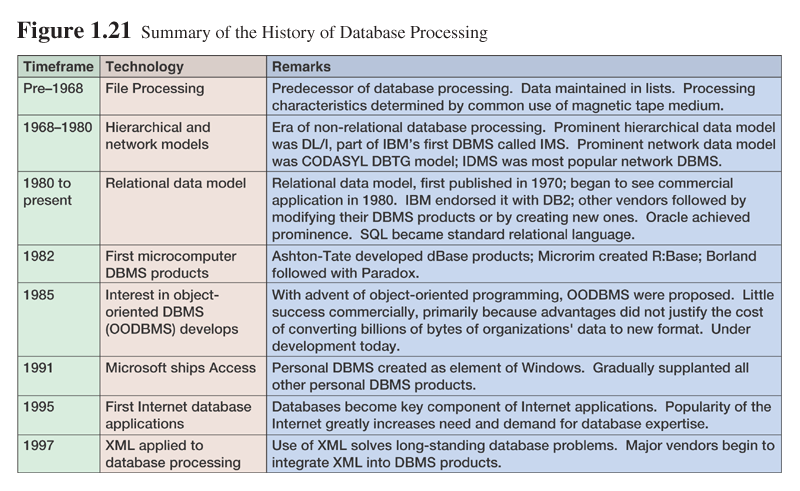 Figure 1.21 Summary of the History of Database Processing
Timeframe Technology Remarks
Pre–1968 File Processing Predecessor of database processing. Data maintained in lists. Processing
characteristics determined by common use of magnetic tape medium.
1968–1980 Hierarchical and Era of non-relational database processing. Prominent hierarchical data model
network models was DL/I, part of IBM's first DBMS called IMS. Prominent network data model
was CODASYL DBTG model; IDMS was most popular network DBMS.
1980 to Relational data model Relational data model, first published in 1970; began to see commercial
present application in 1980. IBM endorsed it with DB2; other vendors followed by
modifying their DBMS products or by creating new ones. Oracle achieved
prominence. SQL became standard relational language.
1982 First microcomputer Ashton-Tate developed dBase products; Microrim created R:Base; Borland
DBMS products followed with Paradox.
1985 Interest in object- With advent of object-oriented programming, OODBMS were proposed. Little
oriented DBMS success commercially, primarily because advantages did not justify the cost
(OODBMS) develops of converting billions of bytes of organizations' data to new format. Under
development today.
1991 Microsoft ships Access Personal DBMS created as element of Windows. Gradually supplanted all
other personal DBMS products.
1995 First Internet database Databases become key component of Internet applications. Popularity of the
applications Internet greatly increases need and demand for database expertise.
1997 XML applied to Use of XML solves long-standing database problems. Major vendors begin to
database processing integrate XML into DBMS products.